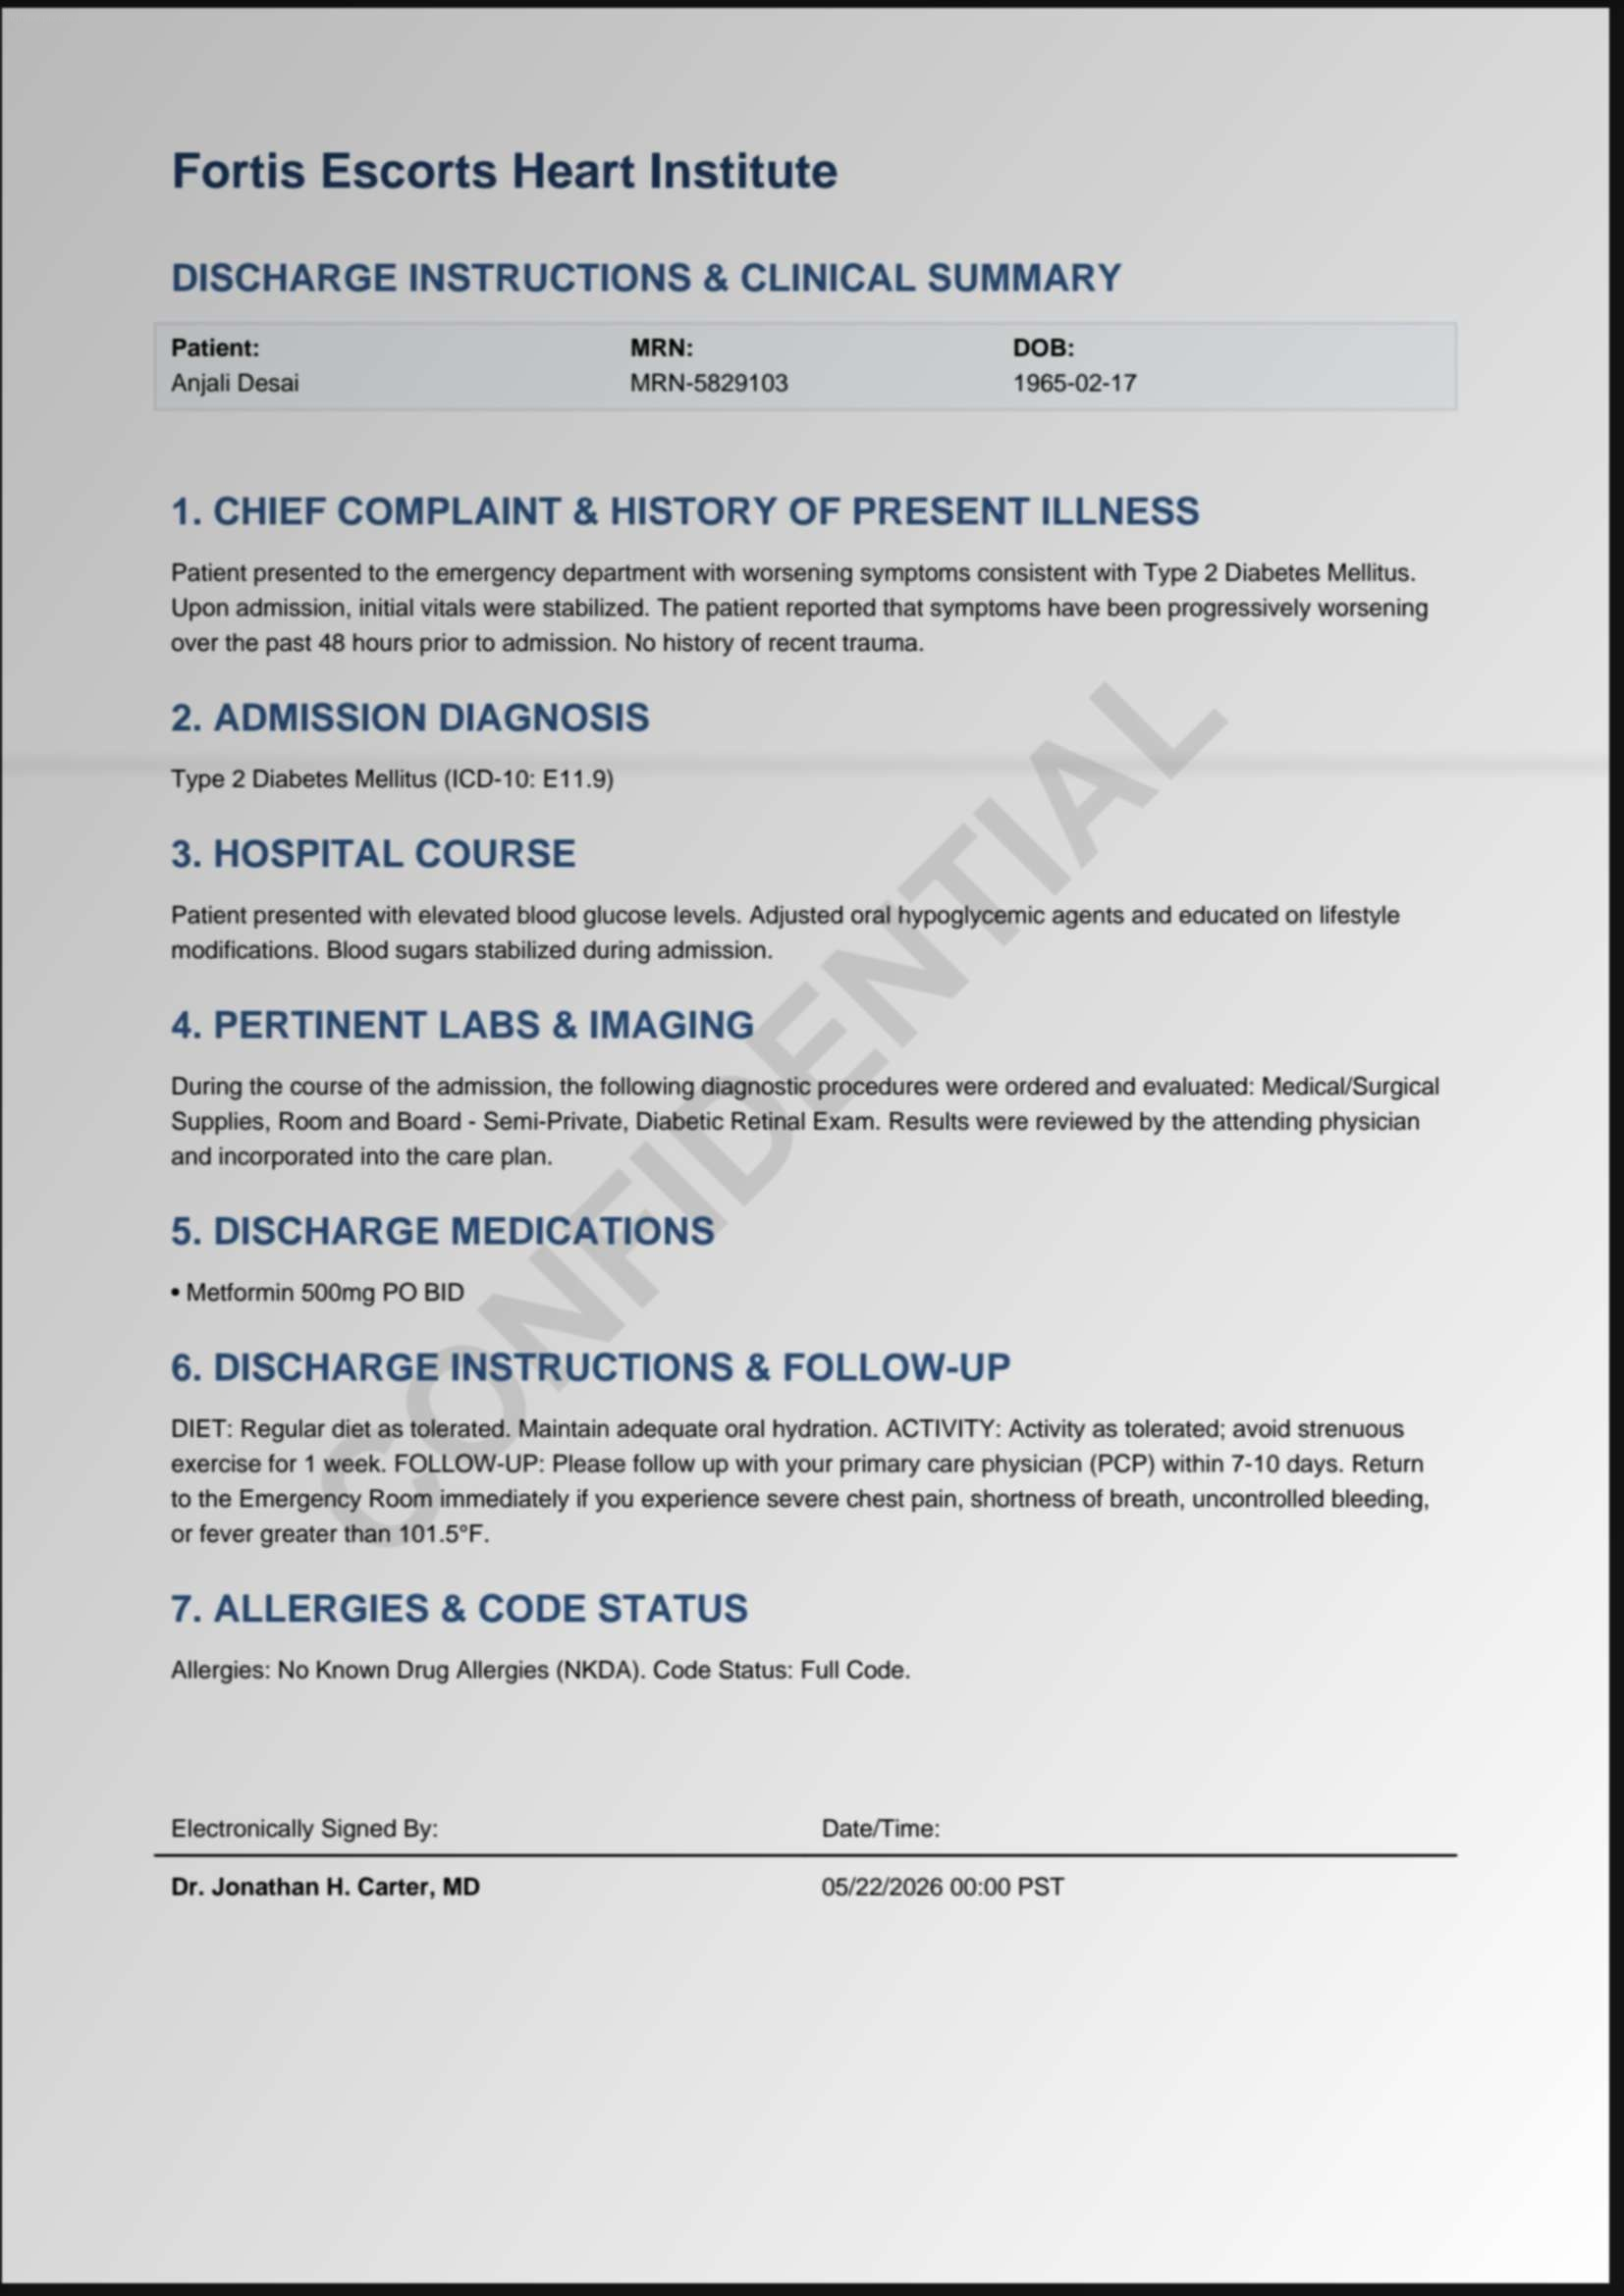 Fortis Escorts Heart Institute
DISCHARGE INSTRUCTIONS & CLINICAL SUMMARY
Patient: MRN: DOB:
Anjali Desai MRN-5829103 1965-02-17
1. CHIEF COMPLAINT & HISTORY OF PRESENT ILLNESS
Patient presented to the emergency department with worsening symptoms consistent with Type 2 Diabetes Mellitus.
Upon admission, initial vitals were stabilized. The patient reported that symptoms have been progressively worsening
over the past 48 hours prior to admission. No history of recent trauma.
2. ADMISSION DIAGNOSIS
Type 2 Diabetes Mellitus (ICD-10: E11.9)
3. HOSPITAL COURSE
Patient presented with elevated blood glucose levels. Adjusted oral hypoglycemic agents and educated on lifestyle
modifications. Blood sugars stabilized during admission.
4. PERTINENT LABS & IMAGING
During the course of the admission, the following diagnostic procedures were ordered and evaluated: Medical/Surgical
Supplies, Room and Board - Semi-Private, Diabetic Retinal Exam. Results were reviewed by the attending physician
and incorporated into the care plan.
5. DISCHARGE MEDICATIONS
• Metformin 500mg PO BID
6. DISCHARGE INSTRUCTIONS & FOLLOW-UP
DIET: Regular diet as tolerated. Maintain adequate oral hydration. ACTIVITY: Activity as tolerated; avoid strenuous
exercise for 1 week. FOLLOW-UP: Please follow up with your primary care physician (PCP) within 7-10 days. Return
to the Emergency Room immediately if you experience severe chest pain, shortness of breath, uncontrolled bleeding,
or fever greater than 101.5°F.
7. ALLERGIES & CODE STATUS
Allergies: No Known Drug Allergies (NKDA). Code Status: Full Code.
Electronically Signed By: Date/Time:
Dr. Jonathan H. Carter, MD 05/22/2026 00:00 PST
CONFIDENTIAL